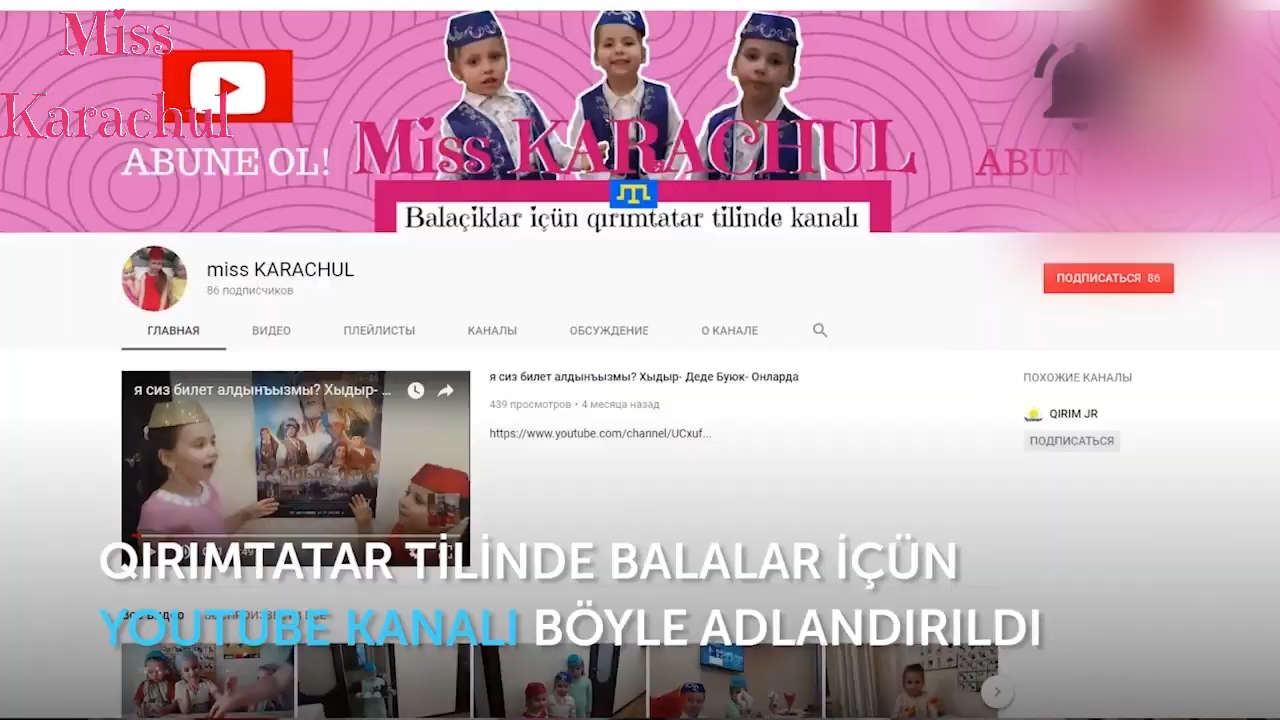 Miss
Karachul
ABUNE OL!
Miss KARACHUL
ABUN
Balaçiklar içün qırımtatar tilinde kanalı
miss KARACHUL
86 подписчиков
ПОДПИСАТЬСЯ 86
ГЛАВНАЯ
ВИДЕО
ПЛЕЙЛИСТЫ
КАНАЛЫ
ОБСУЖДЕНИЕ
О КАНАЛЕ
я сиз билет алдынъызмы? Хыдыр- ...
я сиз билет алдынъызмы? Хыдыр- Деде Буюк- Онларда
439 просмотров • 4 месяца назад
https://www.youtube.com/channel/UCxuf...
ПОХОЖИЕ КАНАЛЫ
QIRIM JR
ПОДПИСАТЬСЯ
QIRIMTATAR TİLİNDE BALALAR İÇÜN
YOUTUBE KANALI BÖYLE ADLANDIRILDI